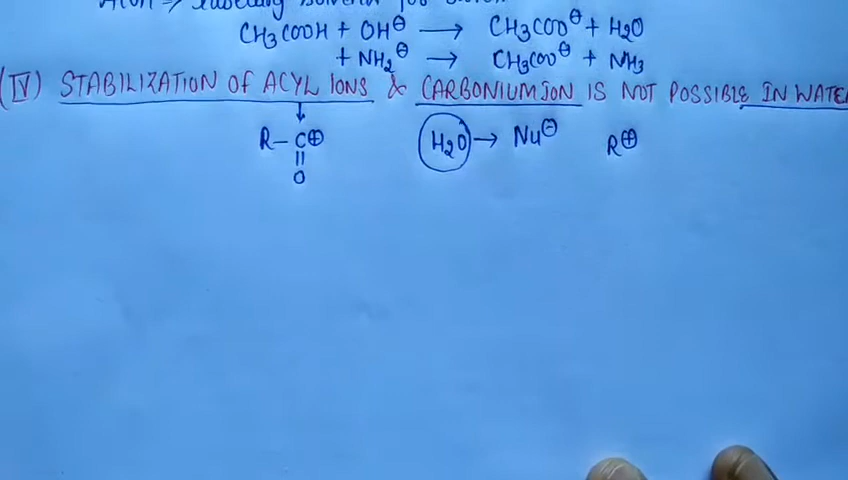 CH3COOH + OH⊖ → CH3COO⊖ + H2O
+ NH2⊖ → CH3COO⊖ + NH3
(IV) STABILIZATION OF ACYL IONS & CARBONIUM ION IS NOT POSSIBLE IN WATE
R-C⊕ H2O → Nu⊖ R⊕
||
O